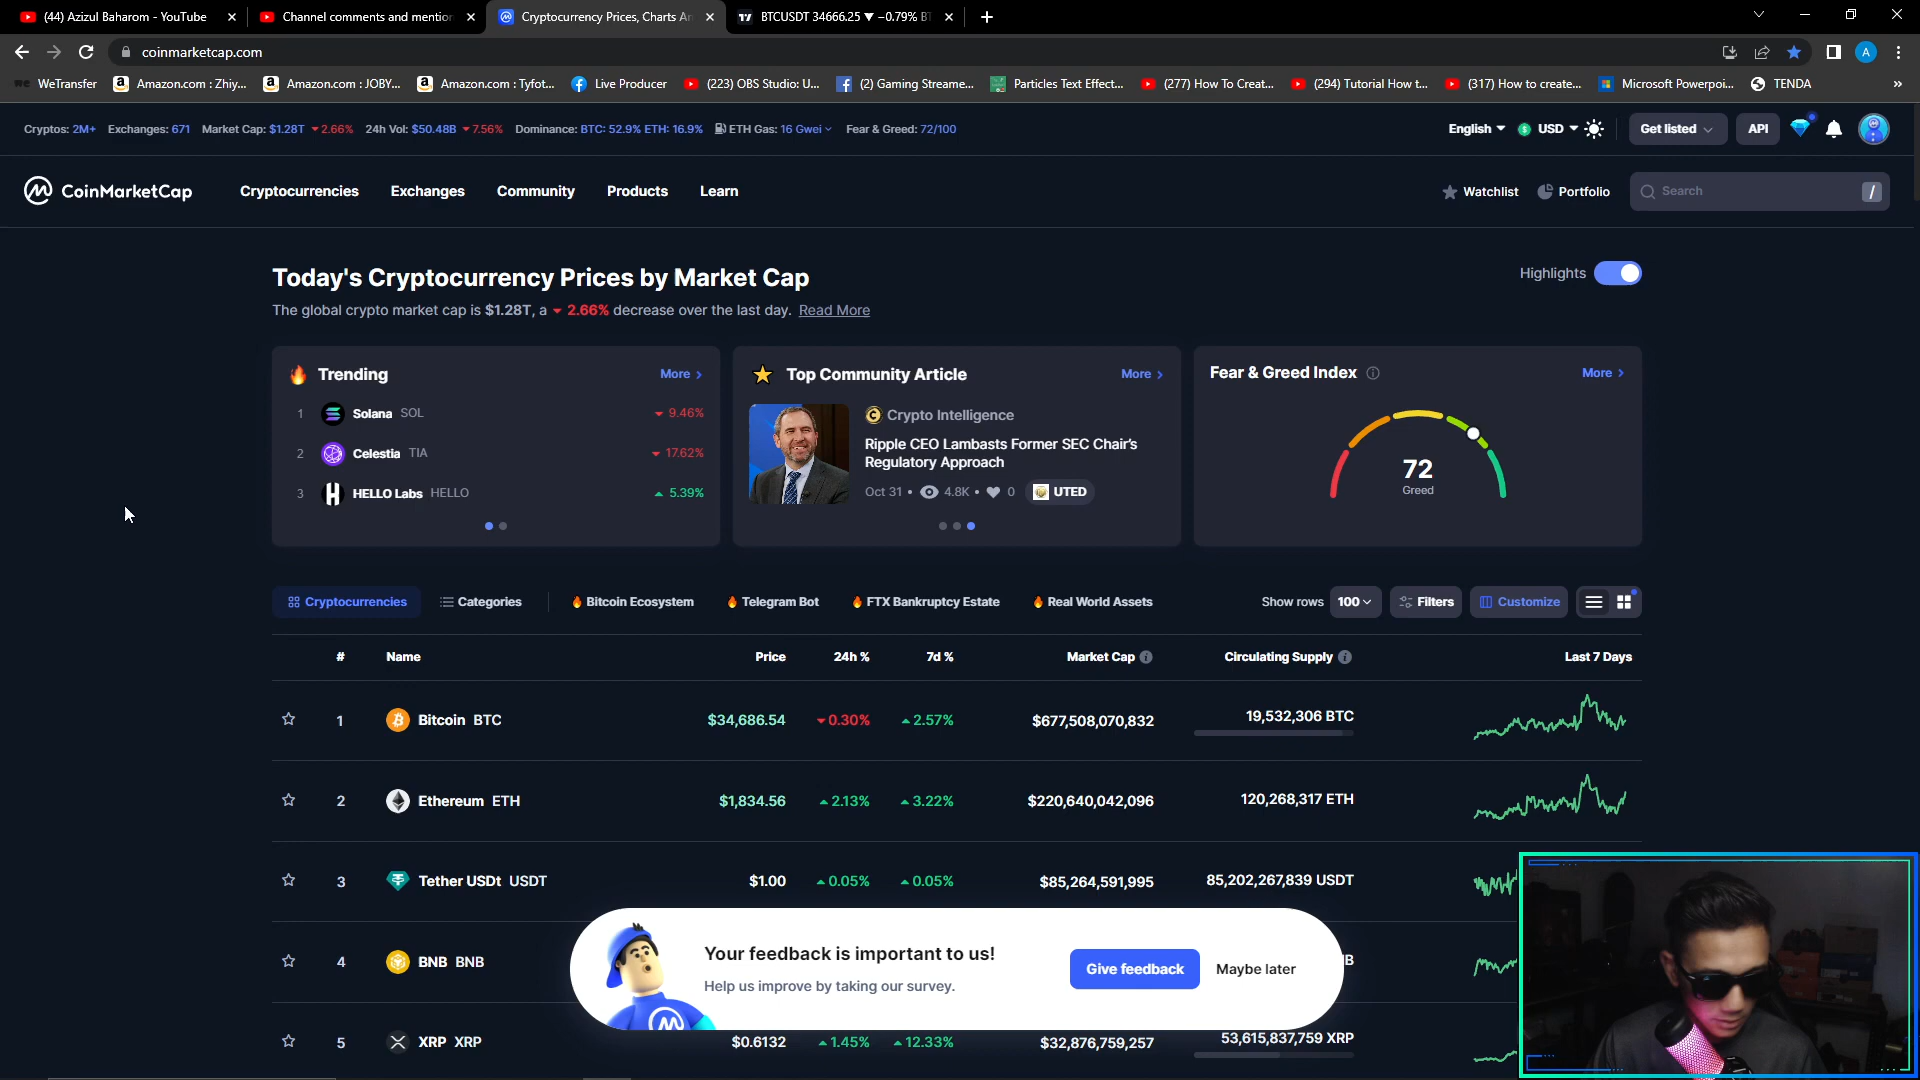 (44) Azizul Baharom - YouTube
Channel comments and mention
Cryptocurrency Prices, Charts An
BTCUSDT 34666.25 ▼ −0.79% B
coinmarketcap.com
A
WeTransfer
Amazon.com : Zhiy...
Amazon.com : JOBY...
Amazon.com : Tyfot...
Live Producer
(223) OBS Studio: U...
(2) Gaming Streame...
Particles Text Effect...
(277) How To Creat...
(294) Tutorial How t...
(317) How to create...
Microsoft Powerpoi...
TENDA
»
Cryptos: 2M+ Exchanges: 671 Market Cap: $1.28T ▼2.66% 24h Vol: $50.48B ▼7.56% Dominance: BTC: 52.9% ETH: 16.9% ETH Gas: 16 Gwei Fear & Greed: 72/100
English
USD
Get listed
API
CoinMarketCap
Cryptocurrencies Exchanges Community Products Learn
Watchlist
Portfolio
Search
/
Today's Cryptocurrency Prices by Market Cap
Highlights
The global crypto market cap is $1.28T, a ▼ 2.66% decrease over the last day. Read More
Trending
More >
1 Solana SOL ▼ 9.46%
2 Celestia TIA ▼ 17.62%
3 HELLO Labs HELLO ▲ 5.39%
Top Community Article
More >
Crypto Intelligence
Ripple CEO Lambasts Former SEC Chair's
Regulatory Approach
Oct 31 • 4.8K • 0 UTED
Fear & Greed Index
More >
72
Greed
Cryptocurrencies
Categories
Bitcoin Ecosystem
Telegram Bot
FTX Bankruptcy Estate
Real World Assets
Show rows 100
Filters
Customize
# Name Price 24h % 7d % Market Cap Circulating Supply Last 7 Days
1 Bitcoin BTC $34,686.54 ▼0.30% ▲2.57% $677,508,070,832 19,532,306 BTC
2 Ethereum ETH $1,834.56 ▲2.13% ▲3.22% $220,640,042,096 120,268,317 ETH
3 Tether USDt USDT $1.00 ▲0.05% ▲0.05% $85,264,591,995 85,202,267,839 USDT
4 BNB BNB
Your feedback is important to us!
Help us improve by taking our survey.
Give feedback
Maybe later
5 XRP XRP $0.6132 ▲1.45% ▲12.33% $32,876,759,257 53,615,837,759 XRP